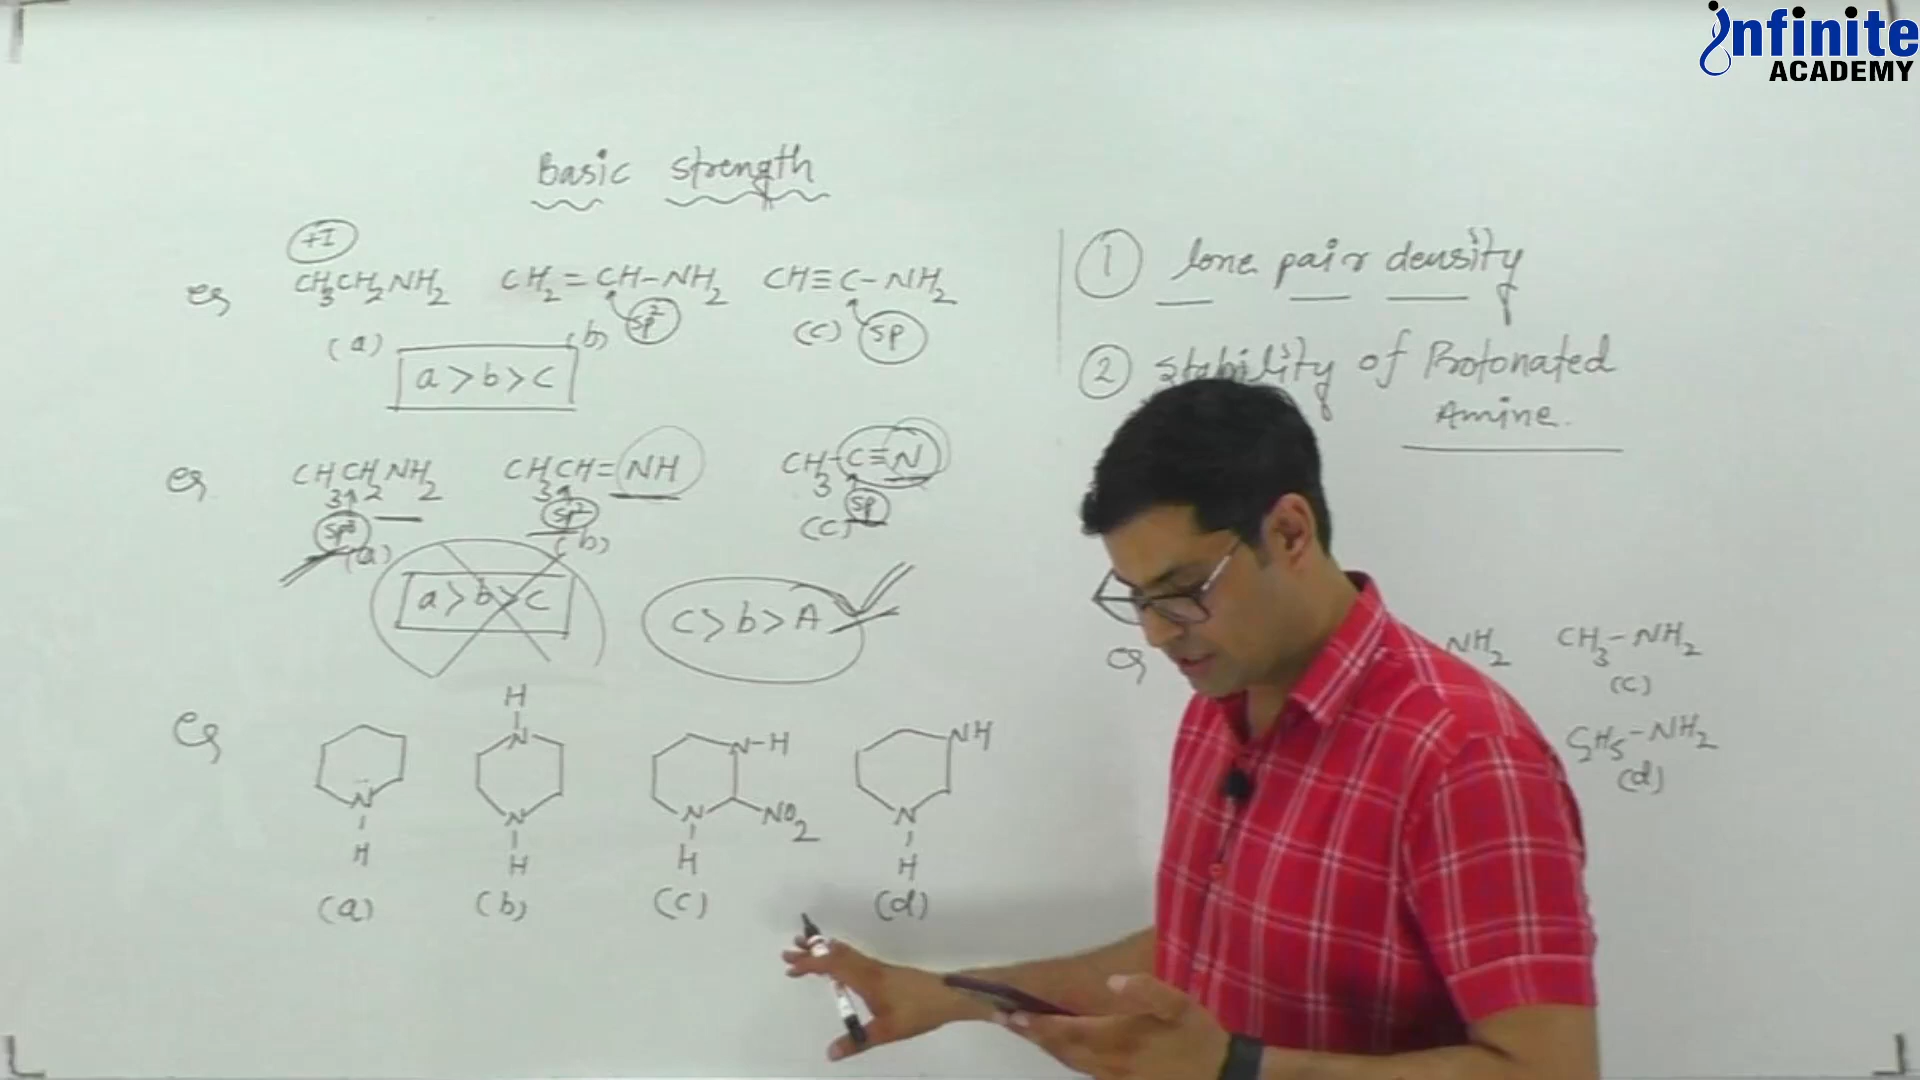 infinite
ACADEMY
Basic strength
+I
eg CH3CH2NH2 CH2=CH-NH2 CH≡C-NH2
(a) (b) sp2 (c) sp
a>b>c
eg CH3CH2NH2 CH3CH=NH CH3-C≡N
sp3 sp2 sp
(a) (b) (c)
a>b>c c>b>A
eg
H
N N-H NH
N N N NO2 N
H H H H
(a) (b) (c) (d)
① lone pair density
② stability of Protonated
Amine.
eg NH2 CH3-NH2
(c)
-NH2
(d)